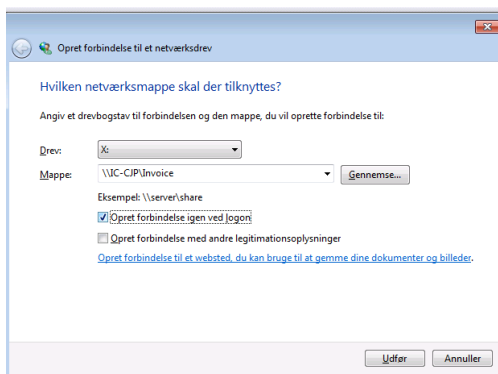 Opret forbindelse til et netværksdrev
Hvilken netværksmappe skal der tilknyttes?
Angiv et drevbogstav til forbindelsen og den mappe, du vil oprette forbindelse til:
Drev: X:
Mappe: \\IC-CJP\Invoice Gennemse...
Eksempel: \\server\share
Opret forbindelse igen ved logon
Opret forbindelse med andre legitimationsoplysninger
Opret forbindelse til et websted, du kan bruge til at gemme dine dokumenter og billeder.
Udfør Annuller